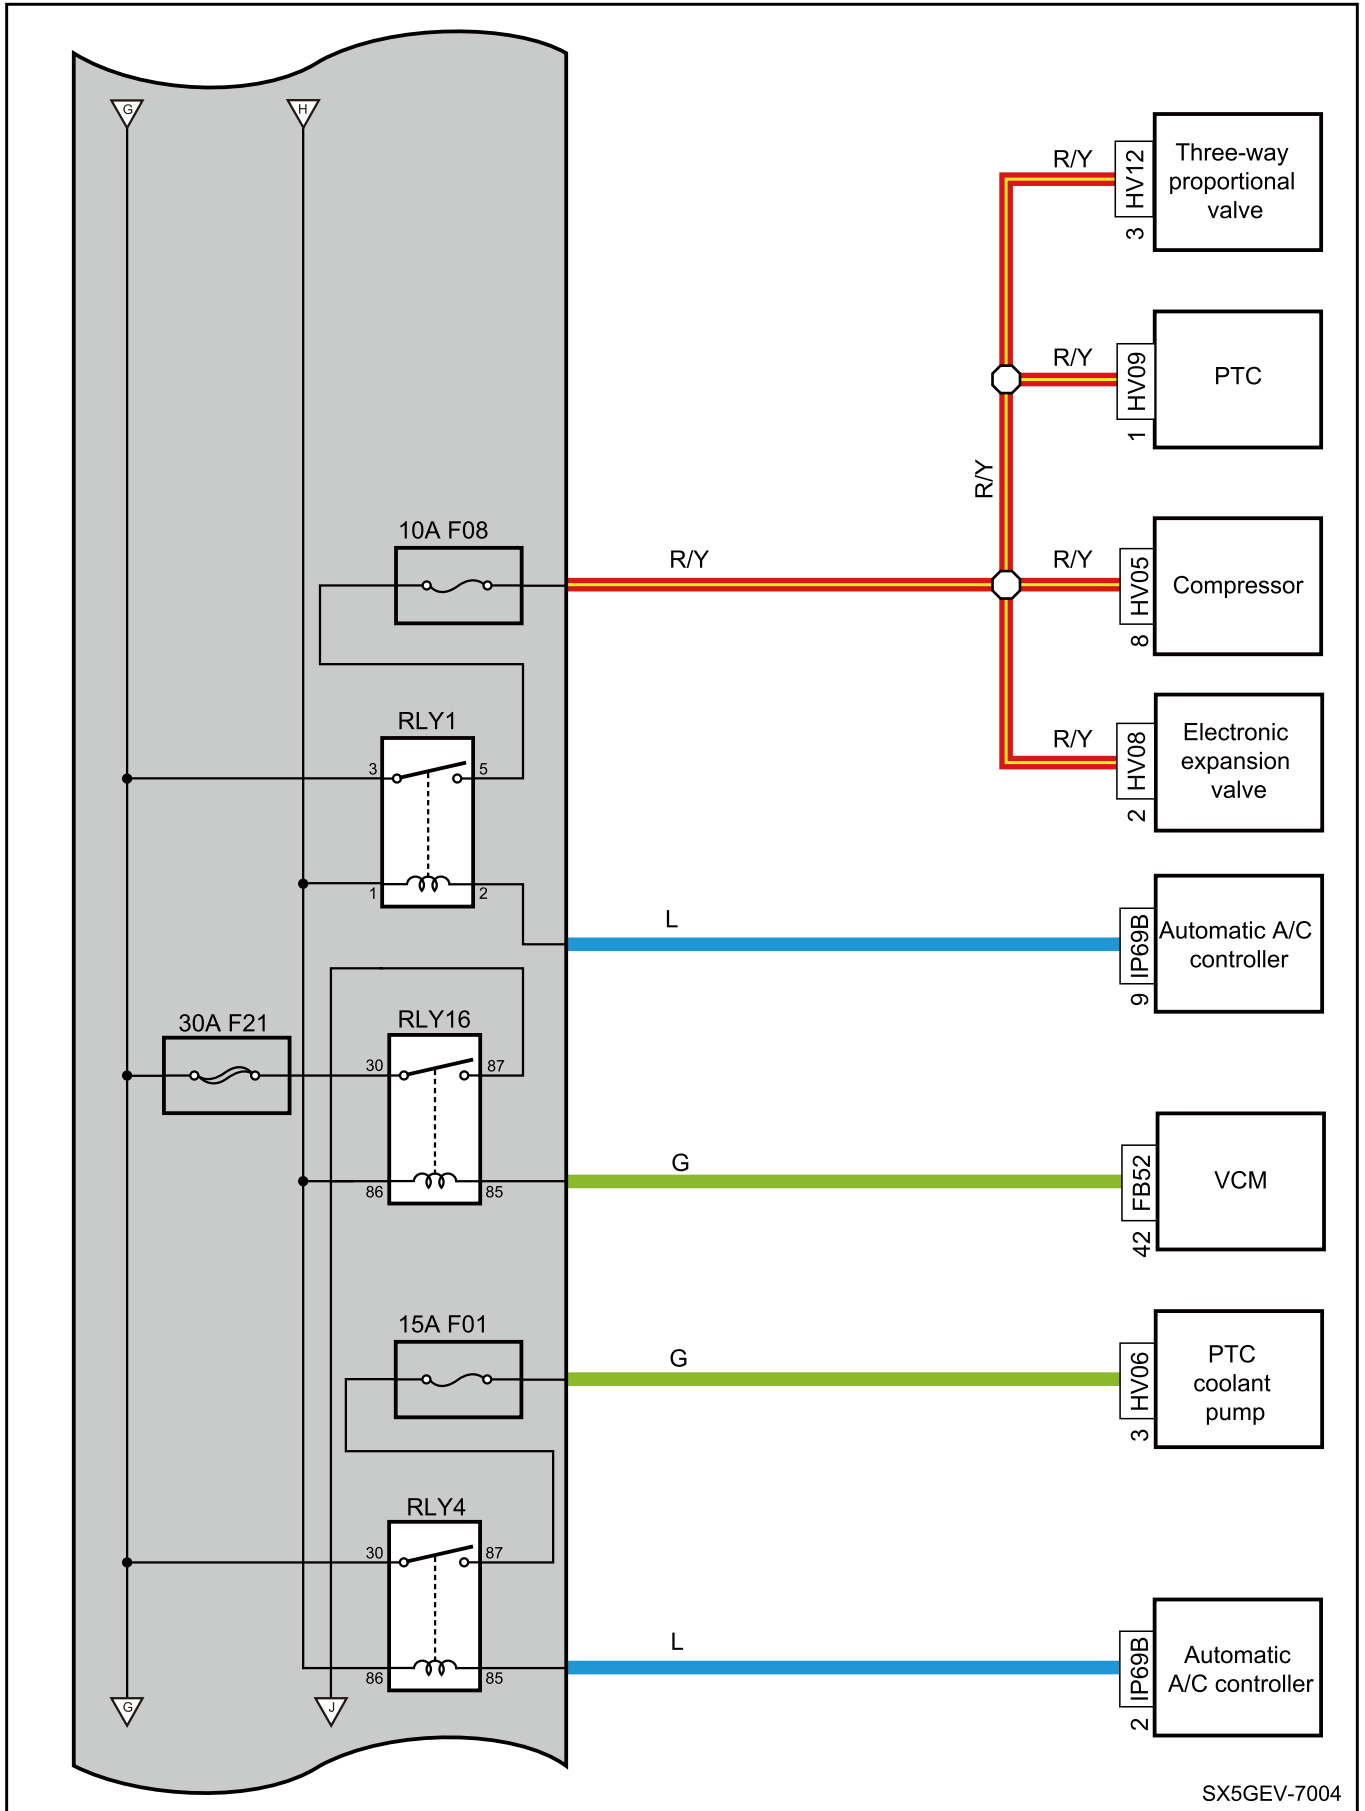 G
H
R/Y
HV12
3
Three-way
proportional
valve
R/Y
HV09
1
PTC
R/Y
10A F08
R/Y
R/Y
HV05
8
Compressor
RLY1
3
5
1
2
R/Y
HV08
2
Electronic
expansion
valve
L
IP69B
9
Automatic A/C
controller
30A F21
RLY16
30
87
86
85
G
FB52
42
VCM
15A F01
G
HV06
3
PTC
coolant
pump
RLY4
30
87
86
85
L
IP69B
2
Automatic
A/C controller
G
J
SX5GEV-7004